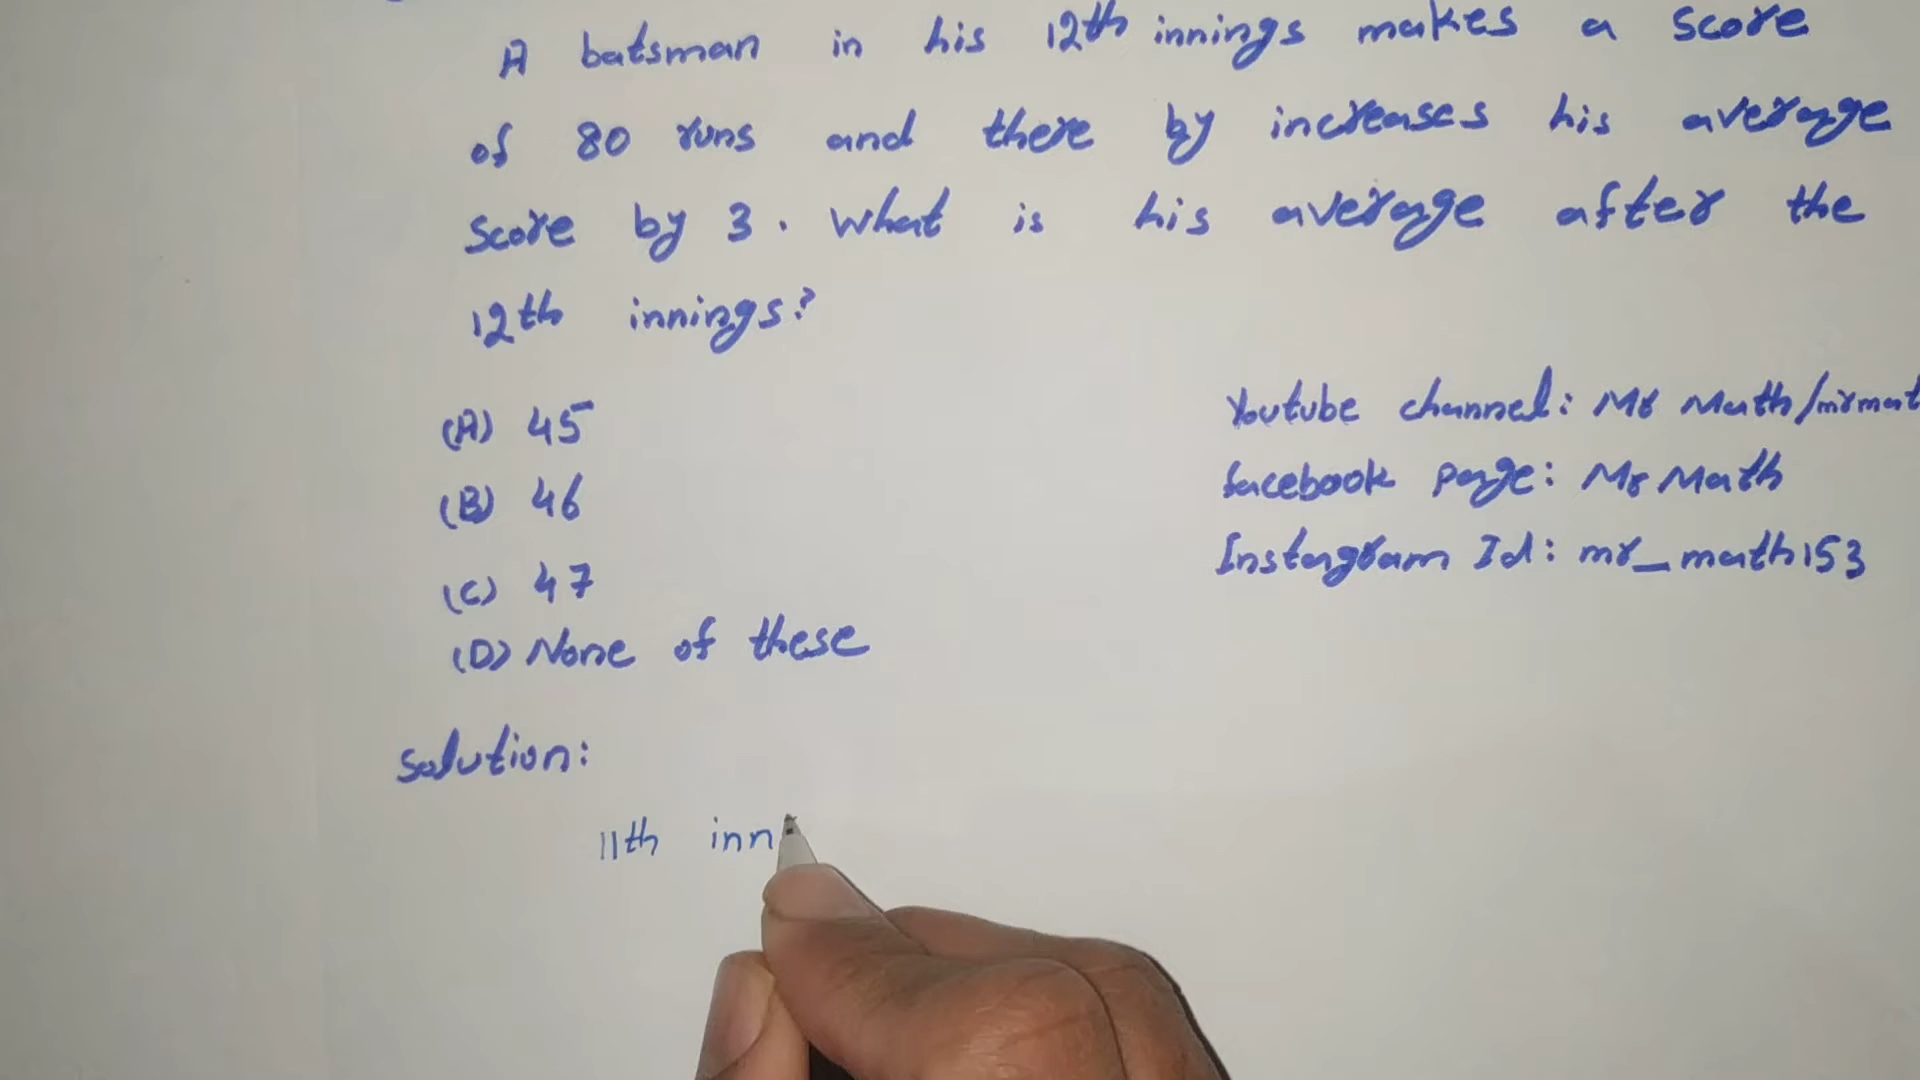 A batsman in his 12th innings makes a score
of 80 runs and there by increases his average
score by 3. What is his average after the
12th innings?
(A) 45
(B) 46
(C) 47
(D) None of these
Youtube channel: Mr Math/mrmat
facebook page: Mr Math
Instagram Id: mr_math153
Solution:
11th inn